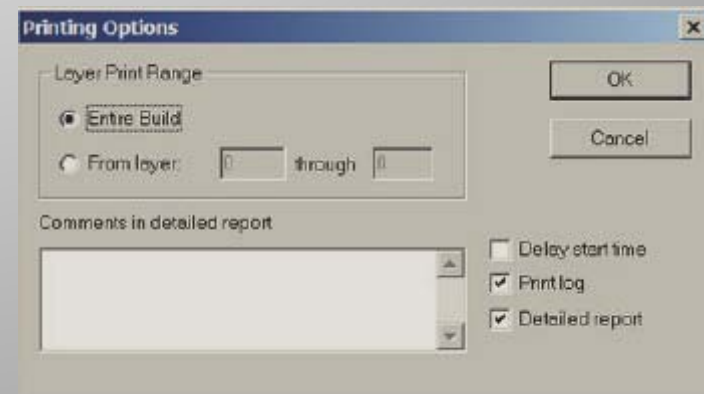 Printing Options
Layer Print Range
Entire Build
From layer: 0 through
Comments in detailed report
OK
Cancel
Delay start time
Print log
Detailed report